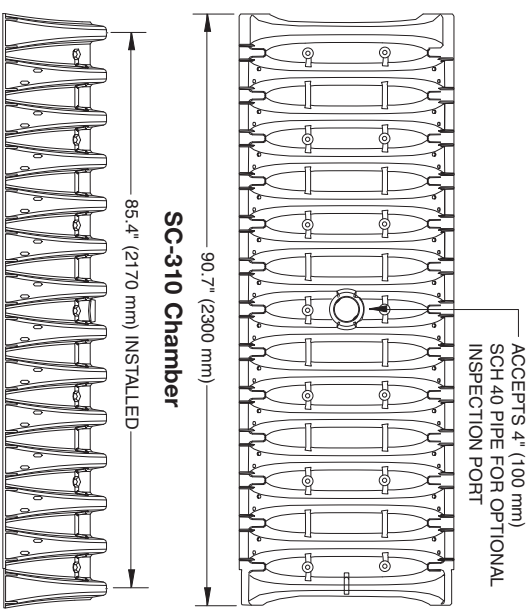 ACCEPTS 4" (100 mm)
SCH 40 PIPE FOR OPTIONAL
INSPECTION PORT
90.7" (2300 mm)
SC-310 Chamber
85.4" (2170 mm) INSTALLED